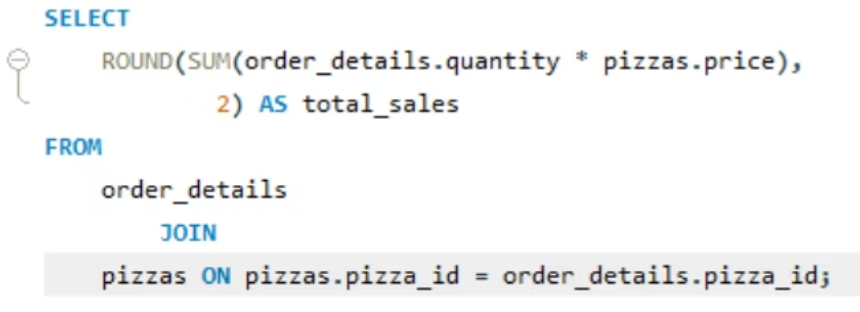 SELECT
ROUND(SUM(order_details.quantity * pizzas.price),
2) AS total_sales
FROM
order_details
JOIN
pizzas ON pizzas.pizza_id = order_details.pizza_id;